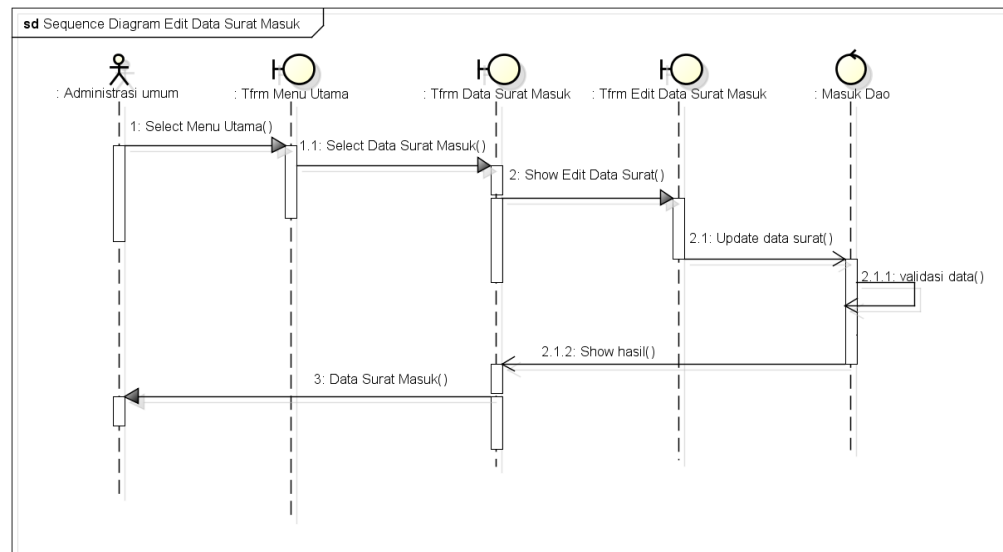 sd Sequence Diagram Edit Data Surat Masuk
: Administrasi umum
: Tfrm Menu Utama
: Tfrm Data Surat Masuk
: Tfrm Edit Data Surat Masuk
: Masuk Dao
1: Select Menu Utama()
1.1: Select Data Surat Masuk()
2: Show Edit Data Surat()
2.1: Update data surat()
2.1.1: validasi data()
2.1.2: Show hasil()
3: Data Surat Masuk()